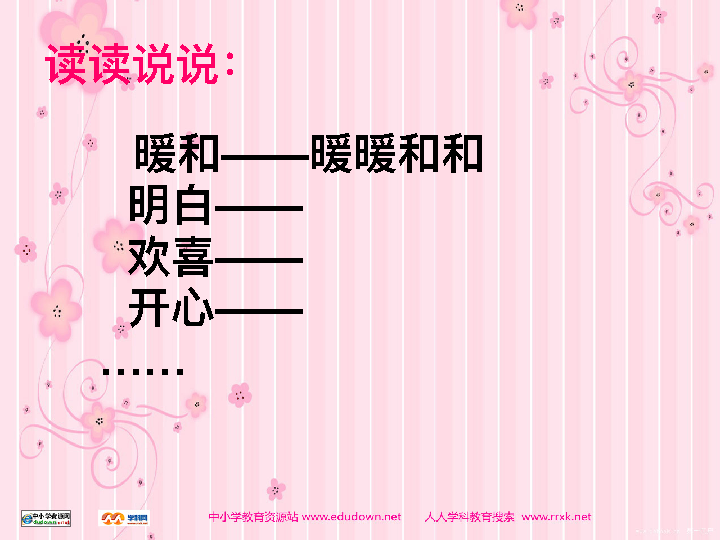 读读说说：
暖和——暖暖和和
明白——
欢喜——
开心——
……
中小学教育资源站 www.edudown.net 人人学科教育搜索 www.rrxk.net